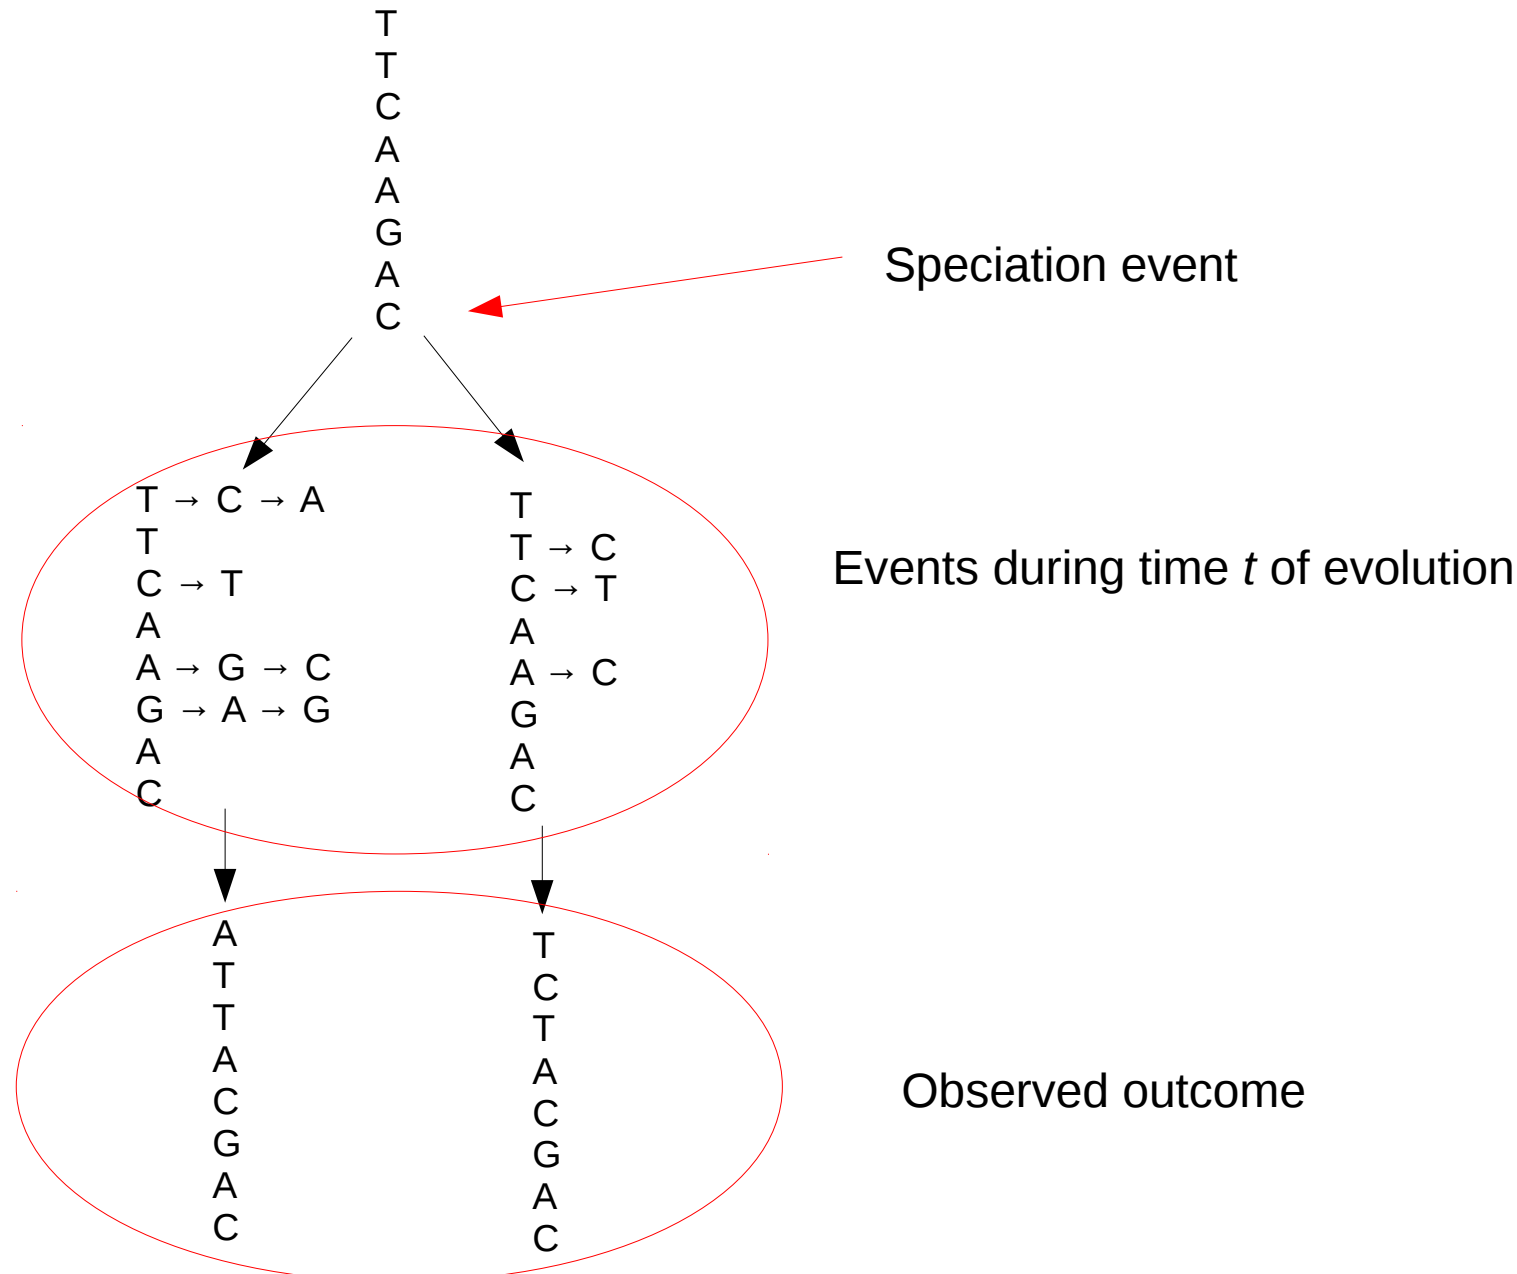 T
T
C
A
A
G
A
C
Speciation event
T → C → A
T
C → T
A
A → G → C
G → A → G
A
C
T
T → C
C → T
A
A → C
G
A
C
Events during time t of evolution
A
T
T
A
C
G
A
C
T
C
T
A
C
G
A
C
Observed outcome